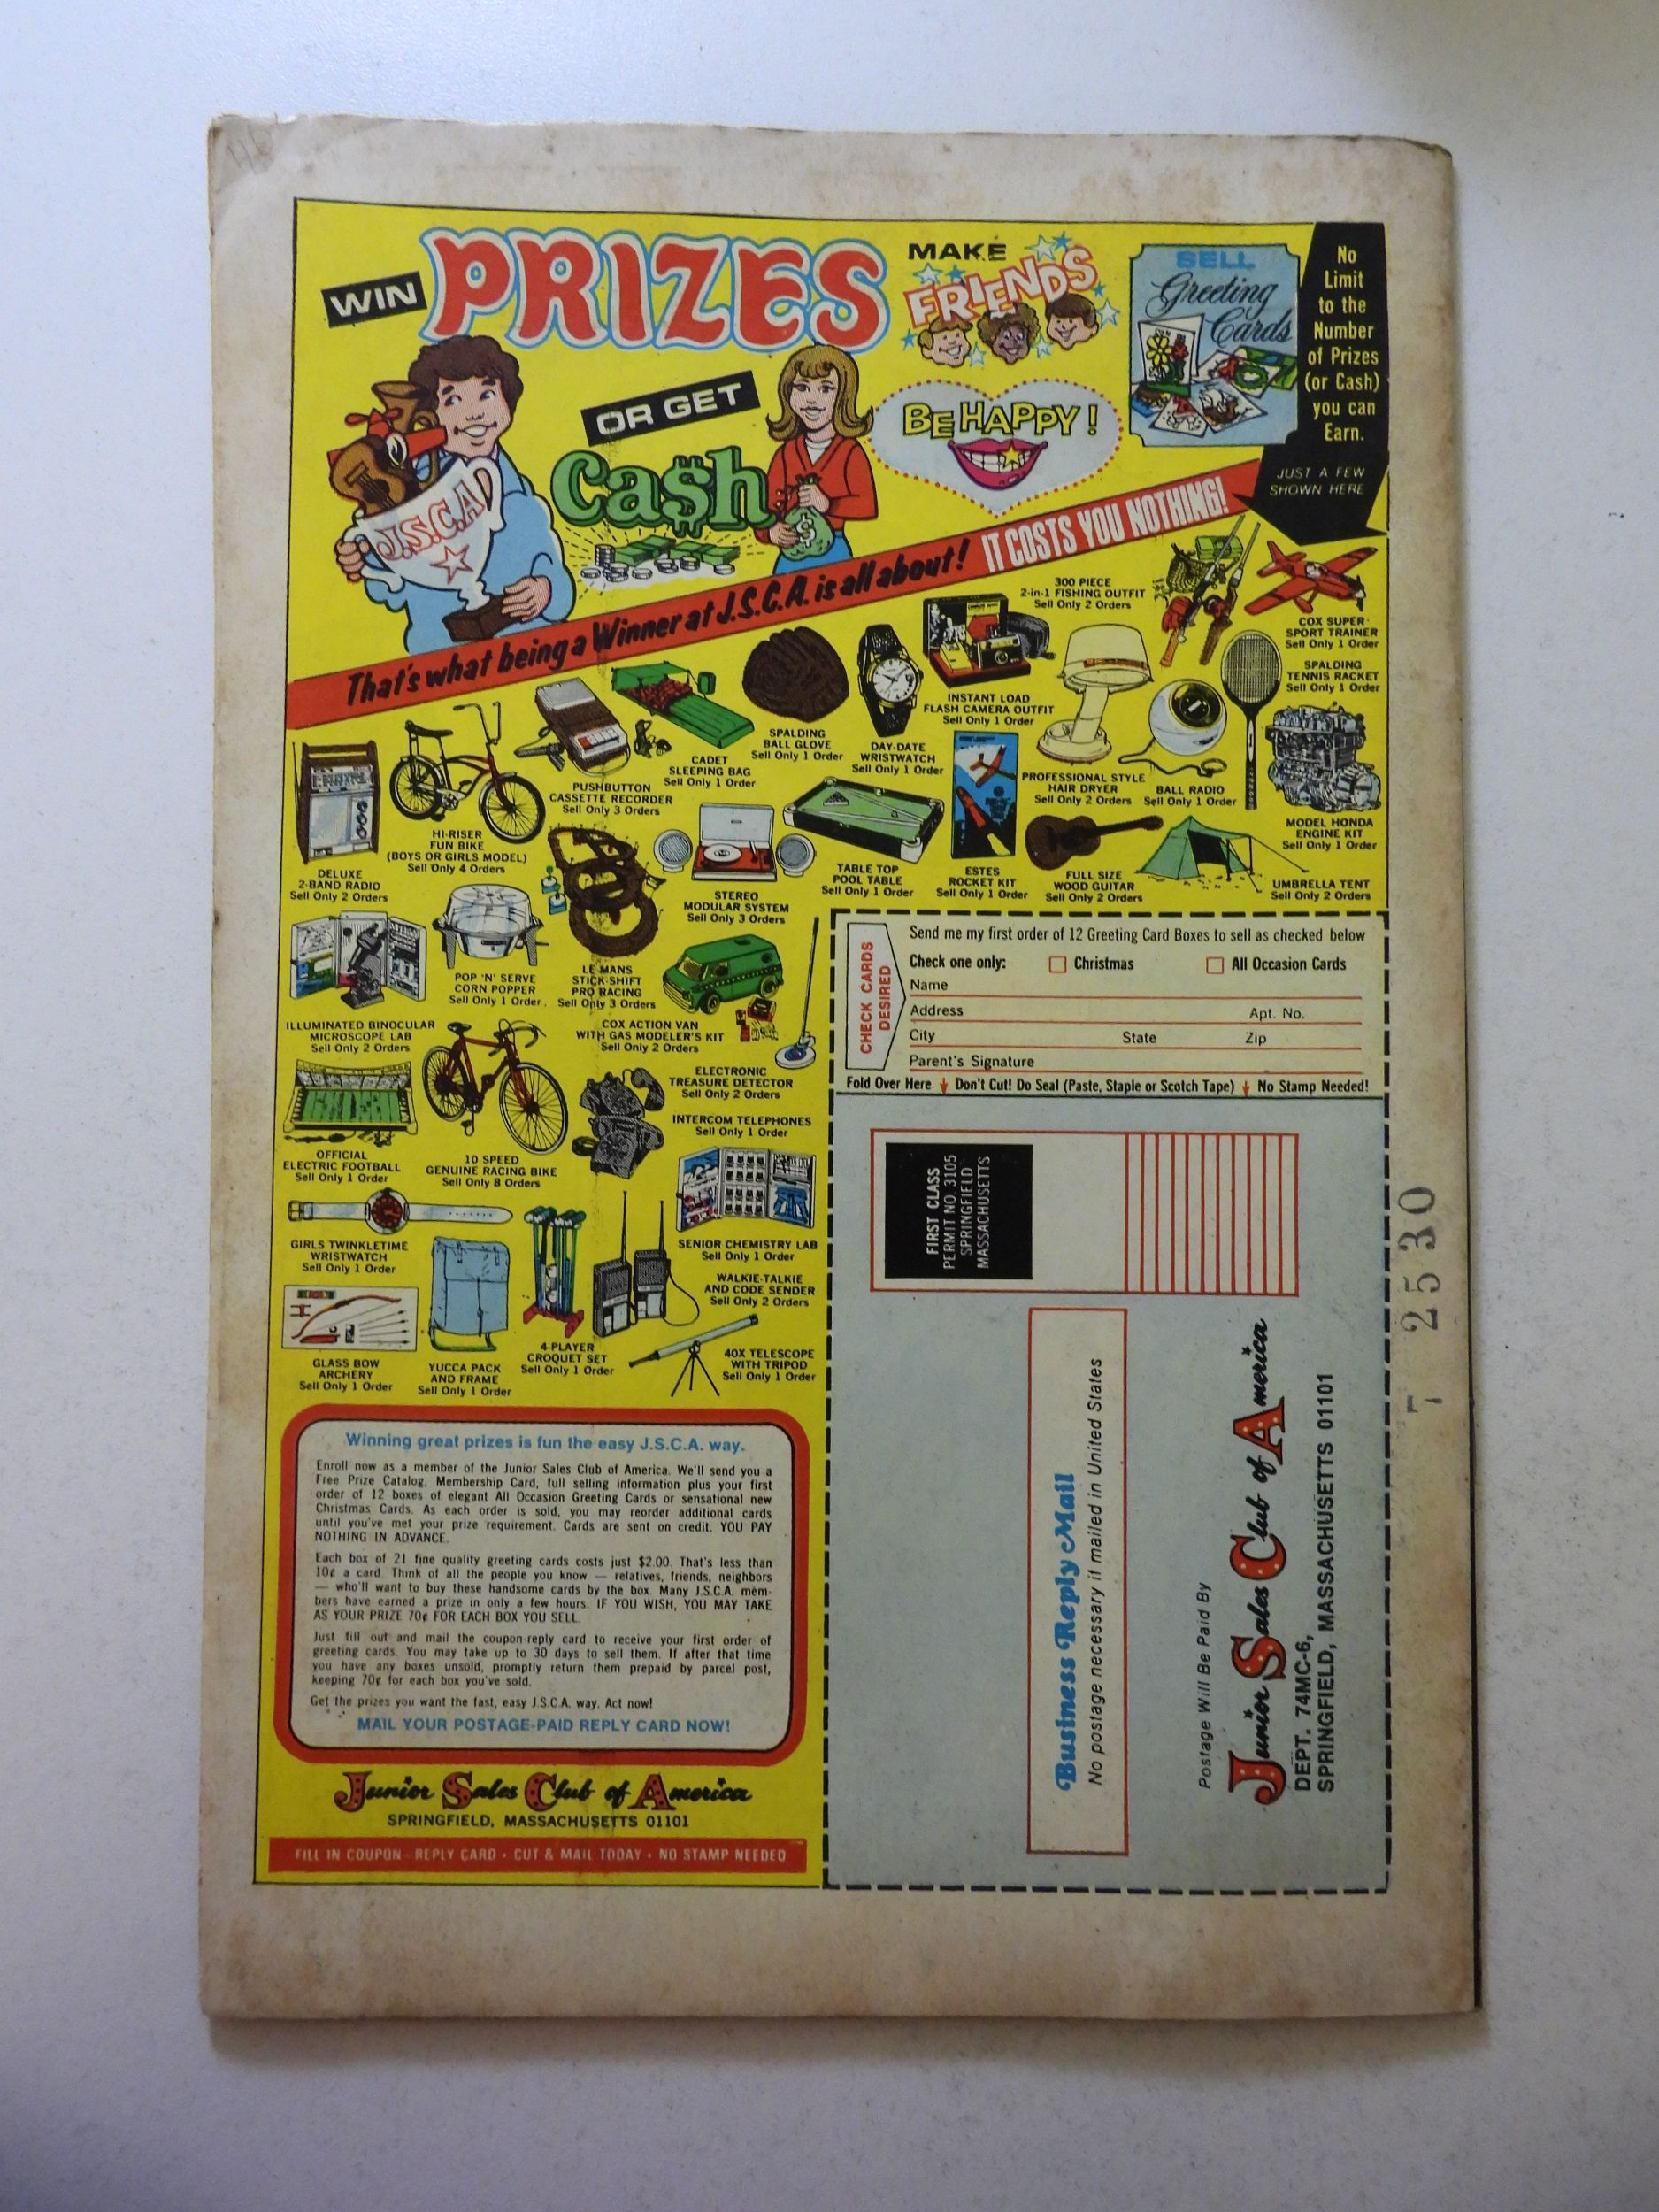 WIN PRIZES
MAKE
FRIENDS
SELL
Greeting
Cards
No
Limit
to the
Number
of Prizes
(or Cash)
you can
Earn.
JUST A FEW
SHOWN HERE
OR GET
Ca$h
BE HAPPY!
J.S.C.A.
$
That's what being a Winner at J.S.C.A. is all about! IT COSTS YOU NOTHING!
300 PIECE
2-in-1 FISHING OUTFIT
Sell Only 2 Orders
COX SUPER
SPORT TRAINER
Sell Only 1 Order
SPALDING
TENNIS RACKET
Sell Only 1 Order
INSTANT LOAD
FLASH CAMERA OUTFIT
Sell Only 1 Order
SPALDING
BALL GLOVE
Sell Only 1 Order
DAY-DATE
WRISTWATCH
Sell Only 1 Order
CADET
SLEEPING BAG
Sell Only 1 Order
PUSHBUTTON
CASSETTE RECORDER
Sell Only 3 Orders
PROFESSIONAL STYLE
HAIR DRYER
Sell Only 2 Orders
BALL RADIO
Sell Only 1 Order
MODEL HONDA
ENGINE KIT
Sell Only 1 Order
HI-RISER
FUN BIKE
(BOYS OR GIRLS MODEL)
Sell Only 4 Orders
DELUXE
2-BAND RADIO
Sell Only 2 Orders
STEREO
MODULAR SYSTEM
Sell Only 3 Orders
TABLE TOP
POOL TABLE
Sell Only 1 Order
ESTES
ROCKET KIT
Sell Only 1 Order
FULL SIZE
WOOD GUITAR
Sell Only 2 Orders
UMBRELLA TENT
Sell Only 2 Orders
POP 'N' SERVE
CORN POPPER
Sell Only 1 Order.
LE MANS
STICK-SHIFT
PRO RACING
Sell Only 3 Orders
ILLUMINATED BINOCULAR
MICROSCOPE LAB
Sell Only 2 Orders
COX ACTION VAN
WITH GAS MODELER'S KIT
Sell Only 2 Orders
ELECTRONIC
TREASURE DETECTOR
Sell Only 2 Orders
INTERCOM TELEPHONES
Sell Only 1 Order
OFFICIAL
ELECTRIC FOOTBALL
Sell Only 1 Order
10 SPEED
GENUINE RACING BIKE
Sell Only 8 Orders
GIRLS TWINKLETIME
WRISTWATCH
Sell Only 1 Order
SENIOR CHEMISTRY LAB
Sell Only 1 Order
WALKIE-TALKIE
AND CODE SENDER
Sell Only 2 Orders
GLASS BOW
ARCHERY
Sell Only 1 Order
YUCCA PACK
AND FRAME
Sell Only 1 Order
4-PLAYER
CROQUET SET
Sell Only 1 Order
40X TELESCOPE
WITH TRIPOD
Sell Only 1 Order
Winning great prizes is fun the easy J.S.C.A. way.
Enroll now as a member of the Junior Sales Club of America. We'll send you a
Free Prize Catalog, Membership Card, full selling information plus your first
order of 12 boxes of elegant All Occasion Greeting Cards or sensational new
Christmas Cards. As each order is sold, you may reorder additional cards
until you've met your prize requirement. Cards are sent on credit. YOU PAY
NOTHING IN ADVANCE.
Each box of 21 fine quality greeting cards costs just $2.00. That's less than
10¢ a card. Think of all the people you know — relatives, friends, neighbors
— who'll want to buy these handsome cards by the box. Many J.S.C.A. mem-
bers have earned a prize in only a few hours. IF YOU WISH, YOU MAY TAKE
AS YOUR PRIZE 70¢ FOR EACH BOX YOU SELL.
Just fill out and mail the coupon-reply card to receive your first order of
greeting cards. You may take up to 30 days to sell them. If after that time
you have any boxes unsold, promptly return them prepaid by parcel post,
keeping 70¢ for each box you've sold.
Get the prizes you want the fast, easy J.S.C.A. way. Act now!
MAIL YOUR POSTAGE-PAID REPLY CARD NOW!
Junior Sales Club of America
SPRINGFIELD, MASSACHUSETTS 01101
FILL IN COUPON - REPLY CARD • CUT & MAIL TODAY • NO STAMP NEEDED
CHECK CARDS
DESIRED
Send me my first order of 12 Greeting Card Boxes to sell as checked below
Check one only: Christmas All Occasion Cards
Name
Address Apt. No.
City State Zip
Parent's Signature
Fold Over Here Don't Cut! Do Seal (Paste, Staple or Scotch Tape) No Stamp Needed!
FIRST CLASS
PERMIT NO. 3105
SPRINGFIELD
MASSACHUSETTS
Business Reply Mail
No postage necessary if mailed in United States
Postage Will Be Paid By
Junior Sales Club of America
DEPT. 74MC-6,
SPRINGFIELD, MASSACHUSETTS 01101
7 2530